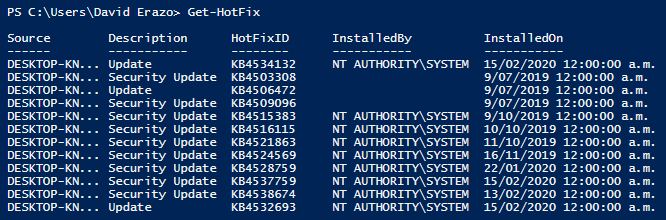 PS C:\Users\David Erazo> Get-HotFix
Source Description HotFixID InstalledBy InstalledOn
------ ----------- -------- ----------- -----------
DESKTOP-KN... Update KB4534132 NT AUTHORITY\SYSTEM 15/02/2020 12:00:00 a.m.
DESKTOP-KN... Security Update KB4503308 9/07/2019 12:00:00 a.m.
DESKTOP-KN... Update KB4506472 9/07/2019 12:00:00 a.m.
DESKTOP-KN... Security Update KB4509096 9/07/2019 12:00:00 a.m.
DESKTOP-KN... Security Update KB4515383 NT AUTHORITY\SYSTEM 9/10/2019 12:00:00 a.m.
DESKTOP-KN... Security Update KB4516115 NT AUTHORITY\SYSTEM 10/10/2019 12:00:00 a.m.
DESKTOP-KN... Security Update KB4521863 NT AUTHORITY\SYSTEM 11/10/2019 12:00:00 a.m.
DESKTOP-KN... Security Update KB4524569 NT AUTHORITY\SYSTEM 16/11/2019 12:00:00 a.m.
DESKTOP-KN... Security Update KB4528759 NT AUTHORITY\SYSTEM 22/01/2020 12:00:00 a.m.
DESKTOP-KN... Security Update KB4537759 NT AUTHORITY\SYSTEM 15/02/2020 12:00:00 a.m.
DESKTOP-KN... Security Update KB4538674 NT AUTHORITY\SYSTEM 13/02/2020 12:00:00 a.m.
DESKTOP-KN... Update KB4532693 NT AUTHORITY\SYSTEM 15/02/2020 12:00:00 a.m.